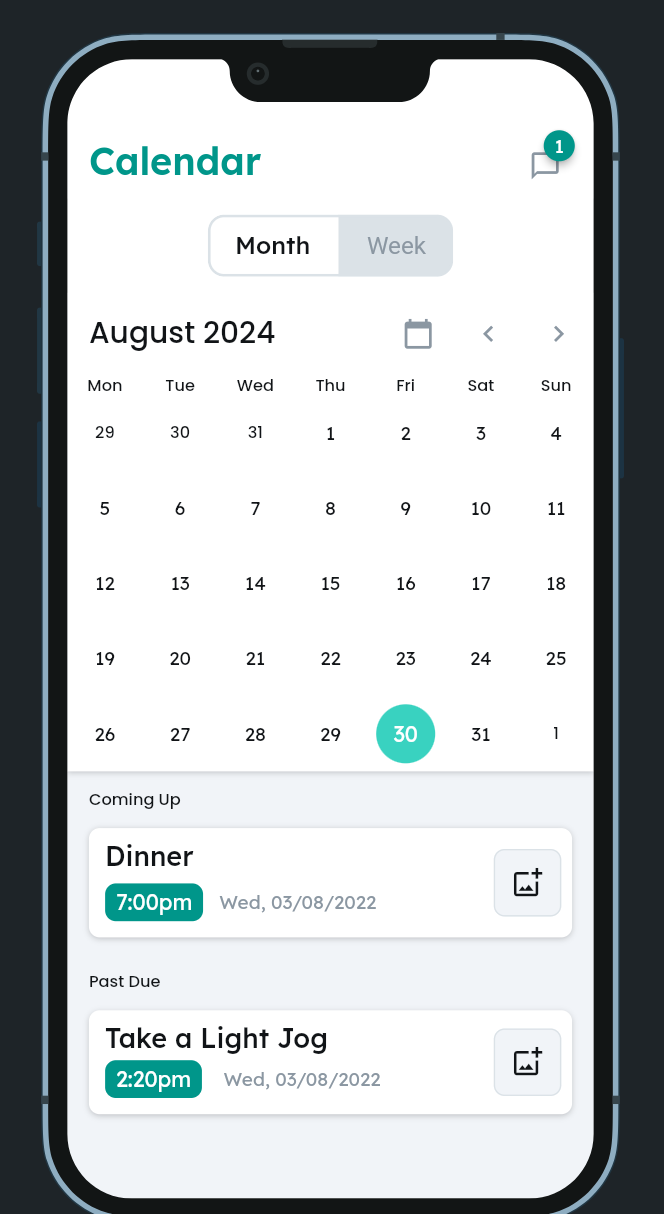 Calendar
1
Month Week
August 2024
Mon Tue Wed Thu Fri Sat Sun
29 30 31 1 2 3 4
5 6 7 8 9 10 11
12 13 14 15 16 17 18
19 20 21 22 23 24 25
26 27 28 29 30 31 1
Coming Up
Dinner
7:00pm Wed, 03/08/2022
Past Due
Take a Light Jog
2:20pm Wed, 03/08/2022